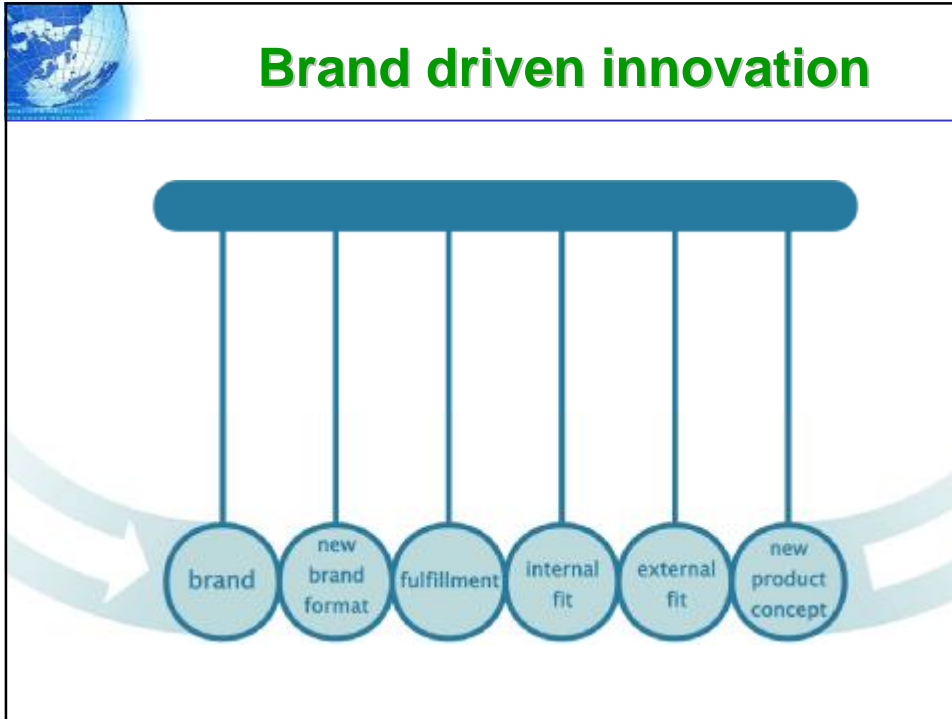 Brand driven innovation
brand
new
brand
format
fulfillment
internal
fit
external
fit
new
product
concept